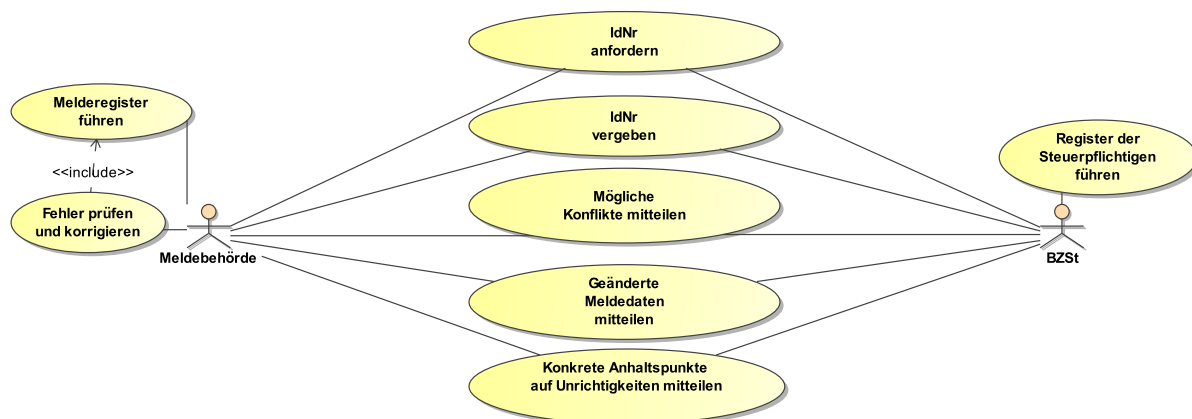 IdNr
anfordern
Melderegister
führen
IdNr
vergeben
Register der
Steuerpflichtigen
führen
<<include>>
Mögliche
Konflikte mitteilen
Fehler prüfen
und korrigieren
Meldebehörde
BZSt
Geänderte
Meldedaten
mitteilen
Konkrete Anhaltspunkte
auf Unrichtigkeiten mitteilen